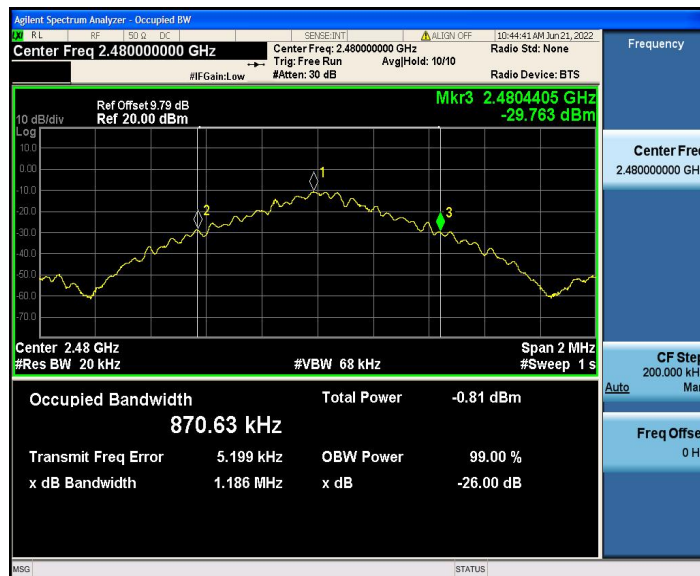 Agilent Spectrum Analyzer - Occupied BW
LXI RL RF 50 Ω DC SENSE:INT ALIGN OFF 10:44:41 AM Jun 21, 2022
Center Freq 2.480000000 GHz
Center Freq: 2.480000000 GHz
Radio Std: None
Trig: Free Run Avg|Hold: 10/10
#IFGain:Low #Atten: 30 dB Radio Device: BTS
Mkr3 2.4804405 GHz
-29.763 dBm
Ref Offset 9.79 dB
10 dB/div Ref 20.00 dBm
Log
10.0
0.00
-10.0
-20.0
-30.0
-40.0
-50.0
-60.0
-70.0
1
2
3
Center 2.48 GHz Span 2 MHz
#Res BW 20 kHz #VBW 68 kHz #Sweep 1 s
Occupied Bandwidth Total Power -0.81 dBm
870.63 kHz
Transmit Freq Error 5.199 kHz OBW Power 99.00 %
x dB Bandwidth 1.186 MHz x dB -26.00 dB
MSG STATUS
Frequency
Center Fre
2.480000000 GH
CF Step
200.000 kH
Auto Ma
Freq Offse
0 H